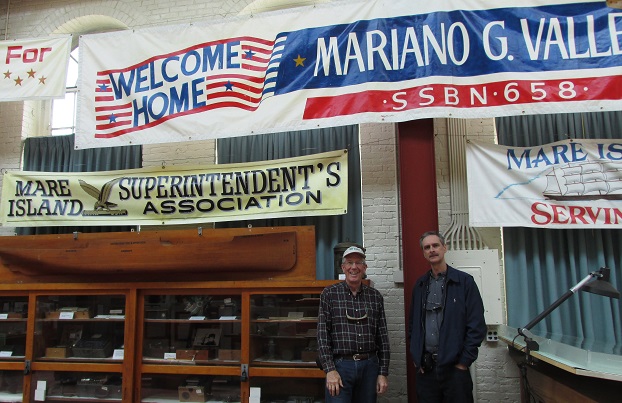 For
WELCOME
HOME
MARIANO G. VALLE
· SSBN · 658 ·
MARE
ISLAND
SUPERINTENDENT'S
ASSOCIATION
MARE IS
SERVIN